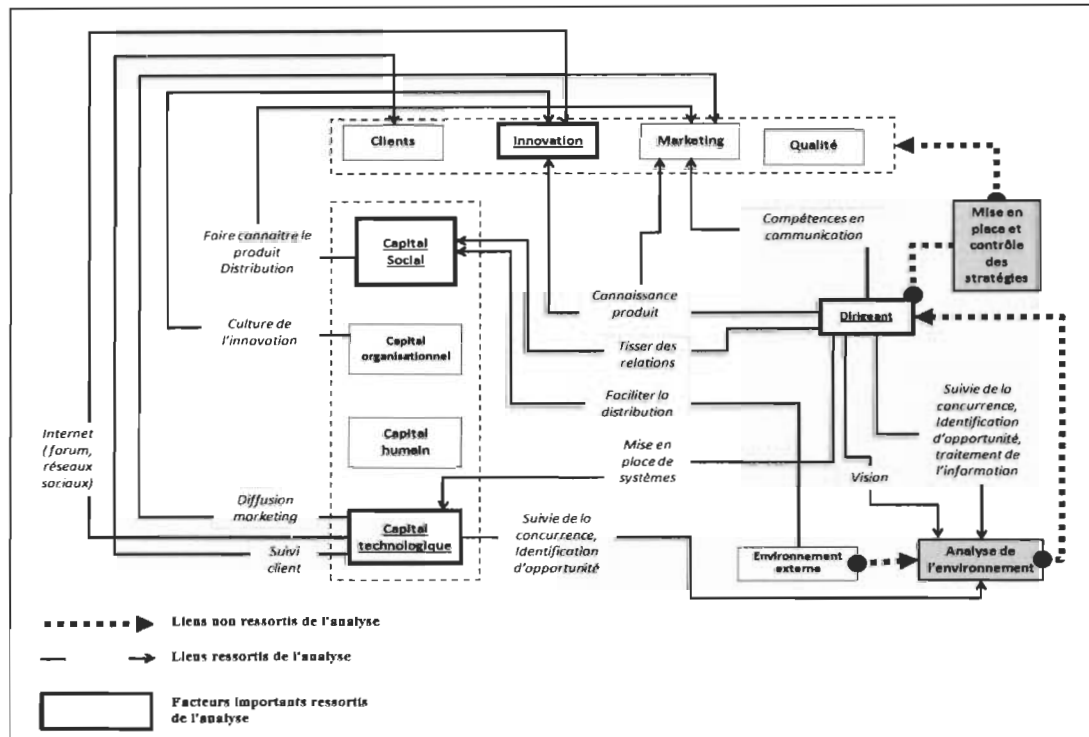 Clients
Innovation
Marketing
Qualité
Mise en
place et
contrôle
des
stratégies
Compétences en
communication
Faire connaitre le
produit
Distribution
Capital
Social
Connaissance
produit
Dirigeant
Culture de
l'innovation
Capital
organisationnel
Tisser des
relations
Faciliter la
distribution
Suivie de la
concurrence,
Identification
d'opportunité,
traitement de
l'information
Internet
(forum,
réseaux
sociaux)
Capital
humain
Mise en
place de
systèmes
Vision
Diffusion
marketing
Capital
technologique
Suivi
client
Suivie de la
concurrence,
Identification
d'opportunité
Environnement
externe
Analyse de
l'environnement
Liens non ressortis de l'analyse
Liens ressortis de l'analyse
Facteurs importants ressortis
de l'analyse